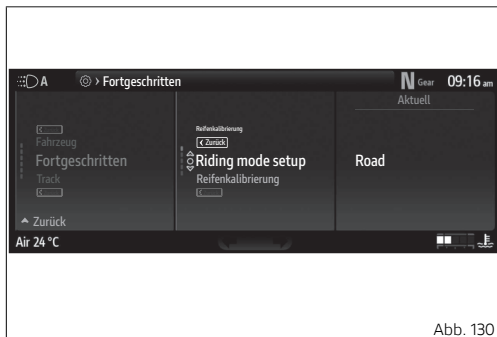 A > Fortgeschritten N Gear 09:16 am
Fahrzeug
Fortgeschritten
Track
Zurück
Reifenkalibrierung
Zurück
Riding mode setup
Reifenkalibrierung
Aktuell
Road
Air 24 °C
Abb. 130